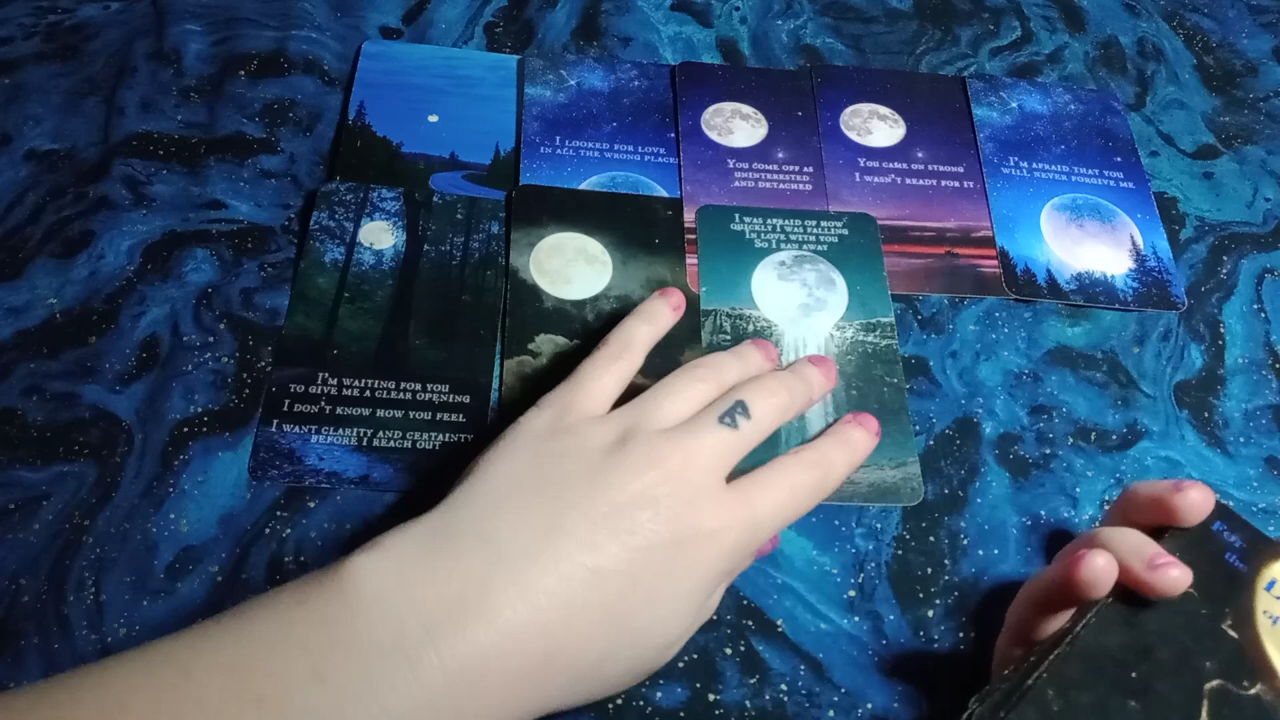 I looked for love
in all the wrong places
You come off as
uninterested
and detached
You came on strong
I wasn't ready for it
I'm afraid that you
will never forgive me
I was afraid of how
quickly I was falling
in love with you
So I ran away
I'm waiting for you
to give me a clear opening
I don't know how you feel
I want clarity and certainty
before I reach out
For
the